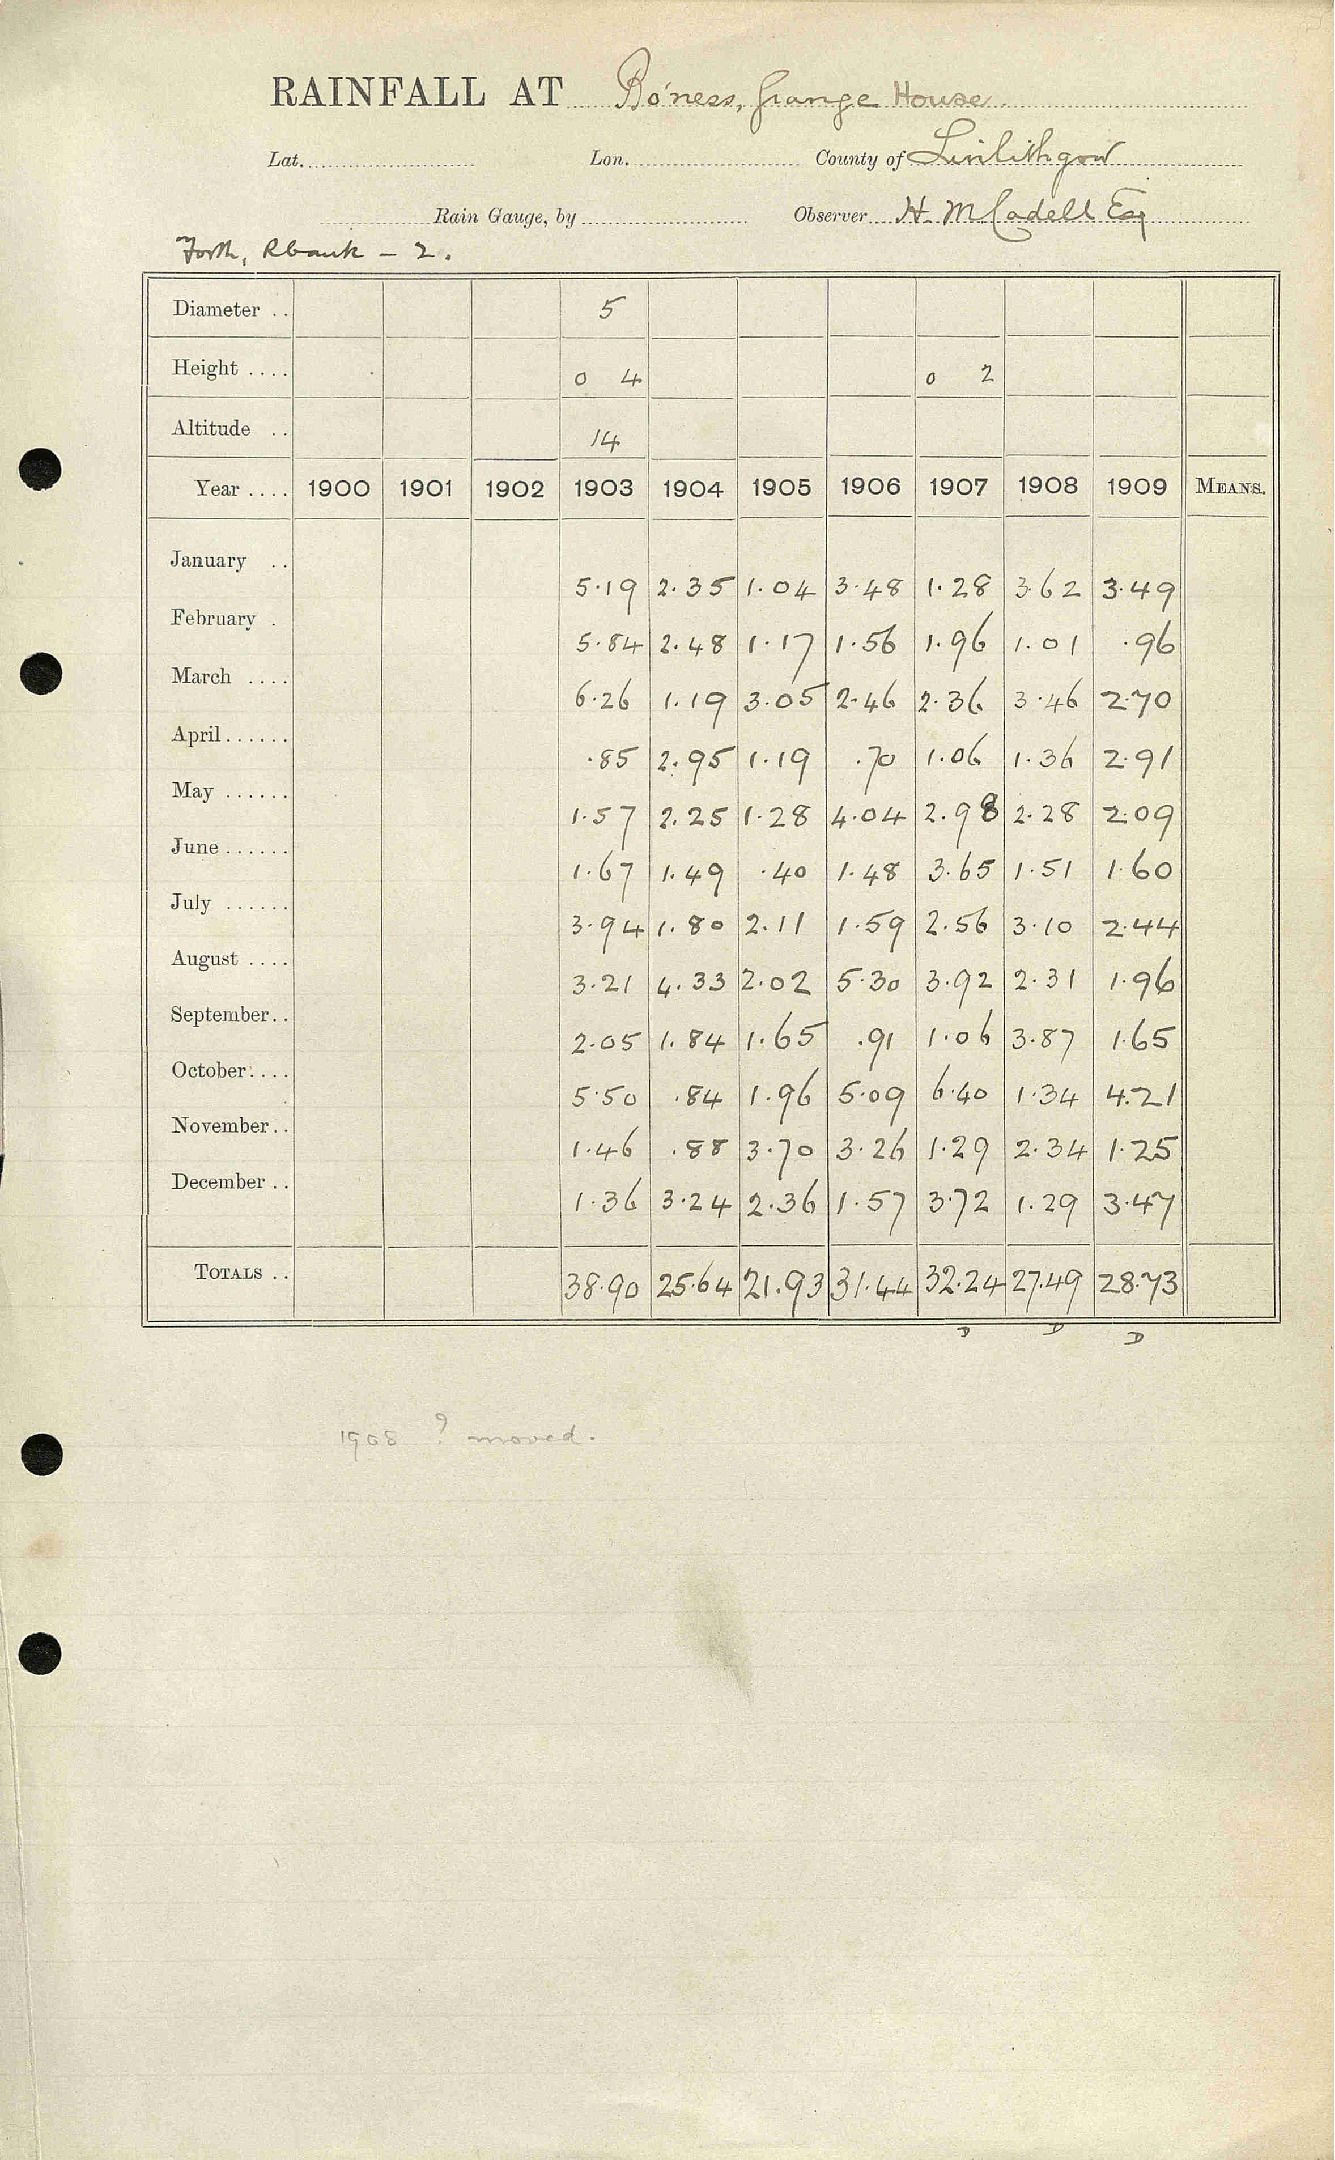 RAINFALL AT Bo'ness, Grange House
Lat. Lon. County of Linlithgow
Rain Gauge, by Observer H. M. Cadell Esq
Forth, Rbank - 2.
Diameter .. 5
Height .... 0 4 0 2
Altitude .. 14
Year .... 1900 1901 1902 1903 1904 1905 1906 1907 1908 1909 MEANS.
January .. 5.19 2.35 1.04 3.48 1.28 3.62 3.49
February . 5.84 2.48 1.17 1.56 1.96 1.01 .96
March .... 6.26 1.19 3.05 2.46 2.36 3.46 2.70
April...... .85 2.95 1.19 .70 1.06 1.36 2.91
May ...... 1.57 2.25 1.28 4.04 2.98 2.28 2.09
June ...... 1.67 1.49 .40 1.48 3.65 1.51 1.60
July ...... 3.94 1.80 2.11 1.59 2.56 3.10 2.44
August .... 3.21 4.33 2.02 5.30 3.92 2.31 1.96
September.. 2.05 1.84 1.65 .91 1.06 3.87 1.65
October.... 5.50 .84 1.96 5.09 6.40 1.34 4.21
November.. 1.46 .88 3.70 3.26 1.29 2.34 1.25
December .. 1.36 3.24 2.36 1.57 3.72 1.29 3.47
TOTALS .. 38.90 25.64 21.93 31.44 32.24 27.49 28.73
D D D
1908 ? moved.